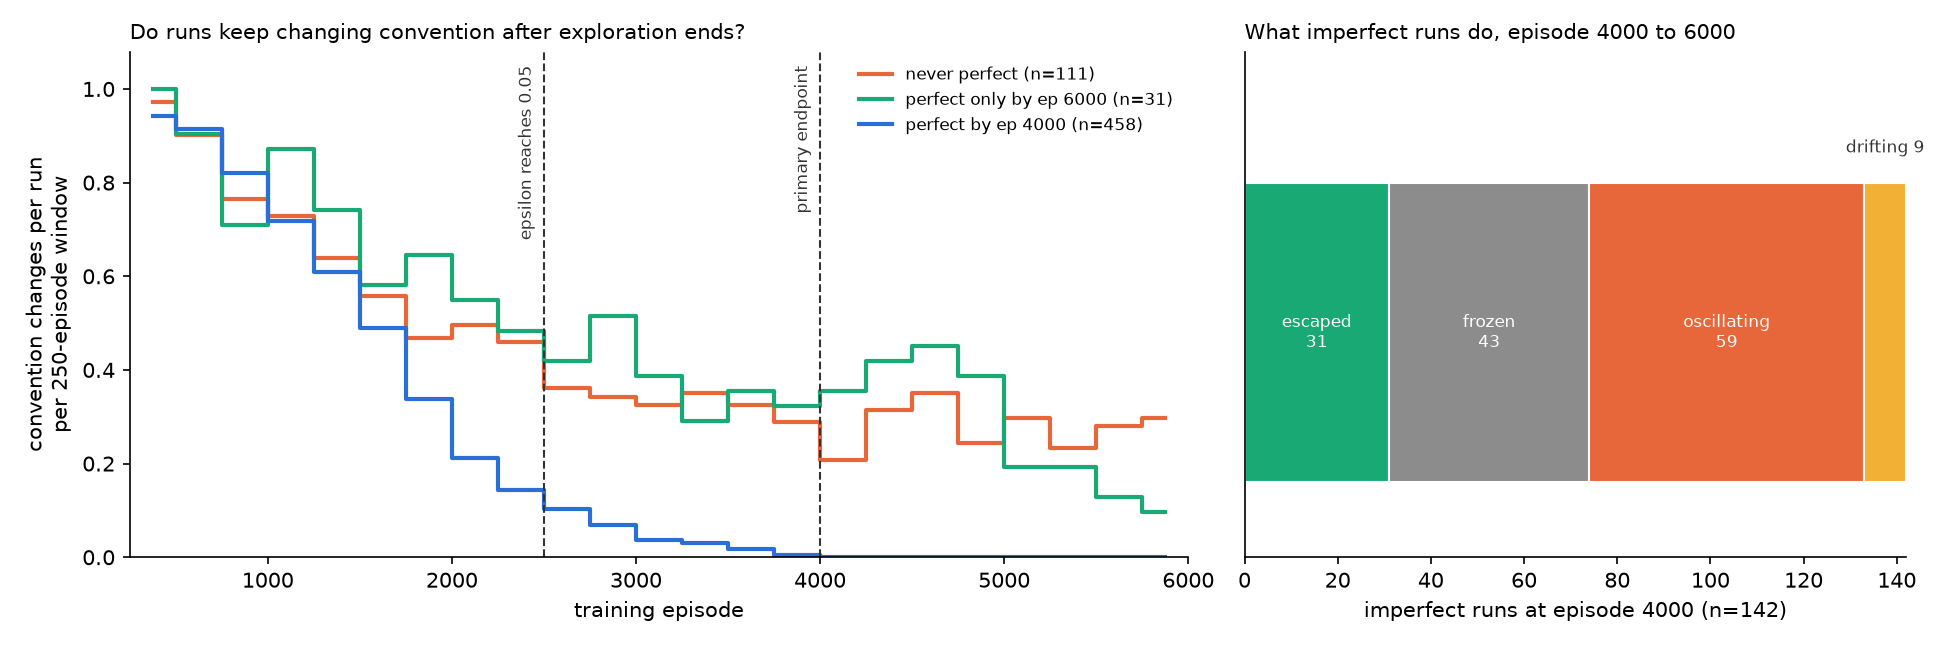 Do runs keep changing convention after exploration ends?
convention changes per run
per 250-episode window
1.0
0.8
0.6
0.4
0.2
0.0
epsilon reaches 0.05
primary endpoint
never perfect (n=111)
perfect only by ep 6000 (n=31)
perfect by ep 4000 (n=458)
1000 2000 3000 4000 5000 6000
training episode
What imperfect runs do, episode 4000 to 6000
drifting 9
escaped
31
frozen
43
oscillating
59
0 20 40 60 80 100 120 140
imperfect runs at episode 4000 (n=142)